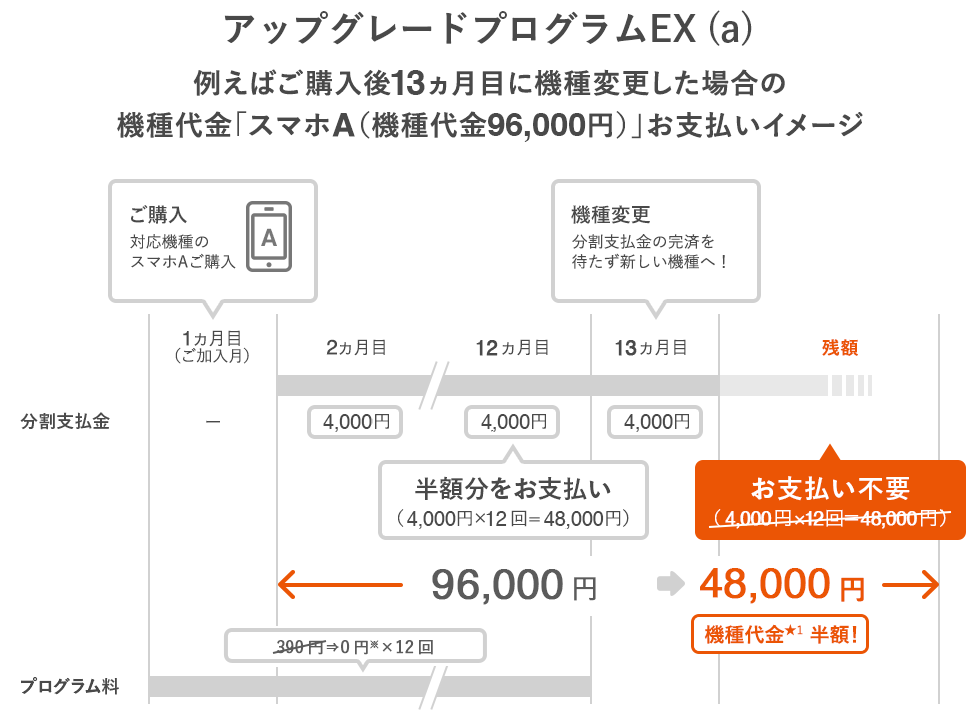 アップグレードプログラムEX (a)
例えばご購入後13ヵ月目に機種変更した場合の
機種代金「スマホA（機種代金96,000円）」お支払いイメージ
ご購入
対応機種の
スマホAご購入
A
機種変更
分割支払金の完済を
待たず新しい機種へ！
1ヵ月目
（ご加入月）
2ヵ月目
12ヵ月目
13ヵ月目
残額
分割支払金
—
4,000円
4,000円
4,000円
半額分をお支払い
（4,000円×12回＝48,000円）
お支払い不要
（4,000円×12回＝48,000円）
96,000円
48,000円
機種代金★1 半額！
390円⇒0円※×12回
プログラム料